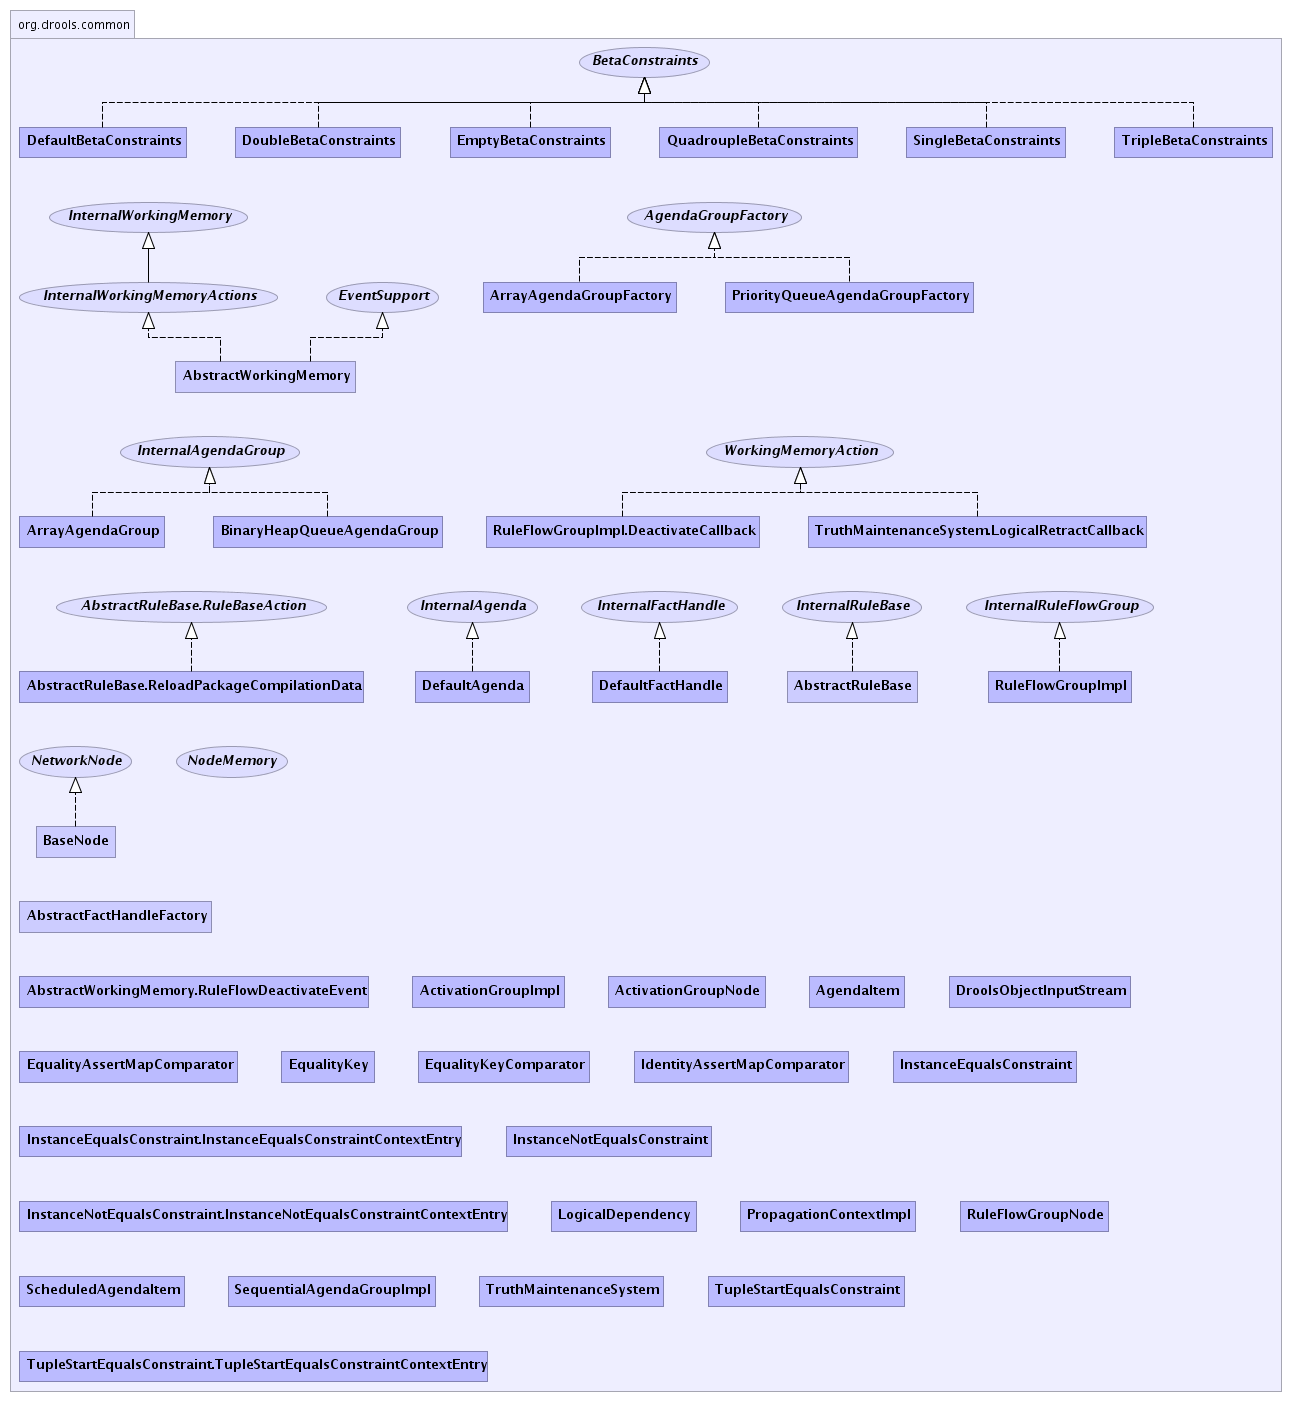 org.drools.common
BetaConstraints
DefaultBetaConstraints
DoubleBetaConstraints
EmptyBetaConstraints
QuadroupleBetaConstraints
SingleBetaConstraints
TripleBetaConstraints
InternalWorkingMemory
AgendaGroupFactory
InternalWorkingMemoryActions
EventSupport
ArrayAgendaGroupFactory
PriorityQueueAgendaGroupFactory
AbstractWorkingMemory
InternalAgendaGroup
WorkingMemoryAction
ArrayAgendaGroup
BinaryHeapQueueAgendaGroup
RuleFlowGroupImpl.DeactivateCallback
TruthMaintenanceSystem.LogicalRetractCallback
AbstractRuleBase.RuleBaseAction
InternalAgenda
InternalFactHandle
InternalRuleBase
InternalRuleFlowGroup
AbstractRuleBase.ReloadPackageCompilationData
DefaultAgenda
DefaultFactHandle
AbstractRuleBase
RuleFlowGroupImpl
NetworkNode
NodeMemory
BaseNode
AbstractFactHandleFactory
AbstractWorkingMemory.RuleFlowDeactivateEvent
ActivationGroupImpl
ActivationGroupNode
AgendaItem
DroolsObjectInputStream
EqualityAssertMapComparator
EqualityKey
EqualityKeyComparator
IdentityAssertMapComparator
InstanceEqualsConstraint
InstanceEqualsConstraint.InstanceEqualsConstraintContextEntry
InstanceNotEqualsConstraint
InstanceNotEqualsConstraint.InstanceNotEqualsConstraintContextEntry
LogicalDependency
PropagationContextImpl
RuleFlowGroupNode
ScheduledAgendaItem
SequentialAgendaGroupImpl
TruthMaintenanceSystem
TupleStartEqualsConstraint
TupleStartEqualsConstraint.TupleStartEqualsConstraintContextEntry